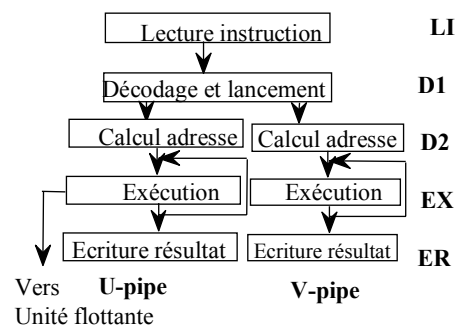 Lecture instruction LI
Décodage et lancement D1
Calcul adresse Calcul adresse D2
Exécution Exécution EX
Ecriture résultat Ecriture résultat ER
Vers U-pipe V-pipe
Unité flottante